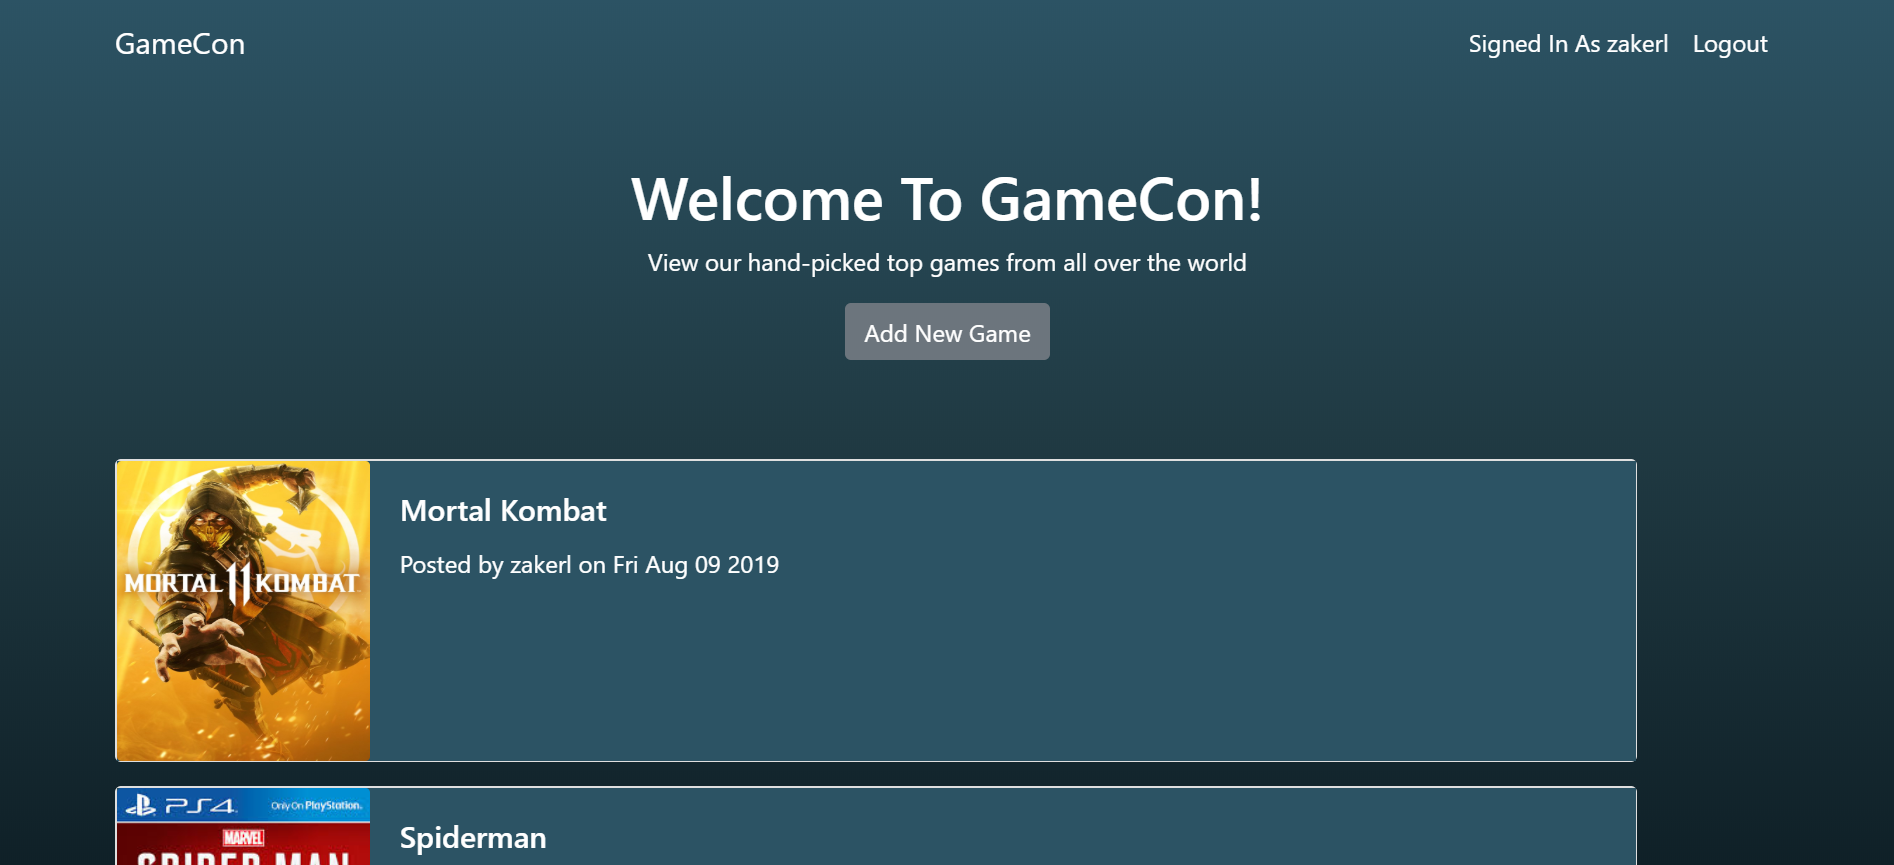 GameCon
Signed In As zakerl Logout
Welcome To GameCon!
View our hand-picked top games from all over the world
Add New Game
MORTAL 11 KOMBAT
Mortal Kombat
Posted by zakerl on Fri Aug 09 2019
PS4 Only On PlayStation.
MARVEL
SPIDER-MAN
Spiderman